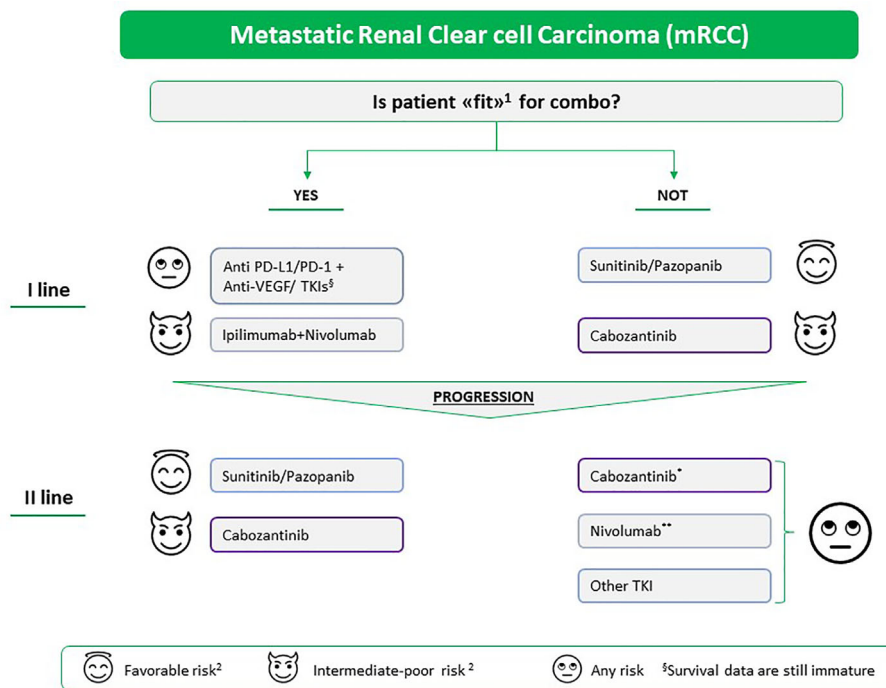 Metastatic Renal Clear cell Carcinoma (mRCC)
Is patient «fit»¹ for combo?
YES
NOT
I line
Anti PD-L1/PD-1 +
Anti-VEGF/ TKIs§
Sunitinib/Pazopanib
Ipilimumab+Nivolumab
Cabozantinib
PROGRESSION
II line
Sunitinib/Pazopanib
Cabozantinib*
Cabozantinib
Nivolumab**
Other TKI
Favorable risk²
Intermediate-poor risk ²
Any risk
§Survival data are still immature